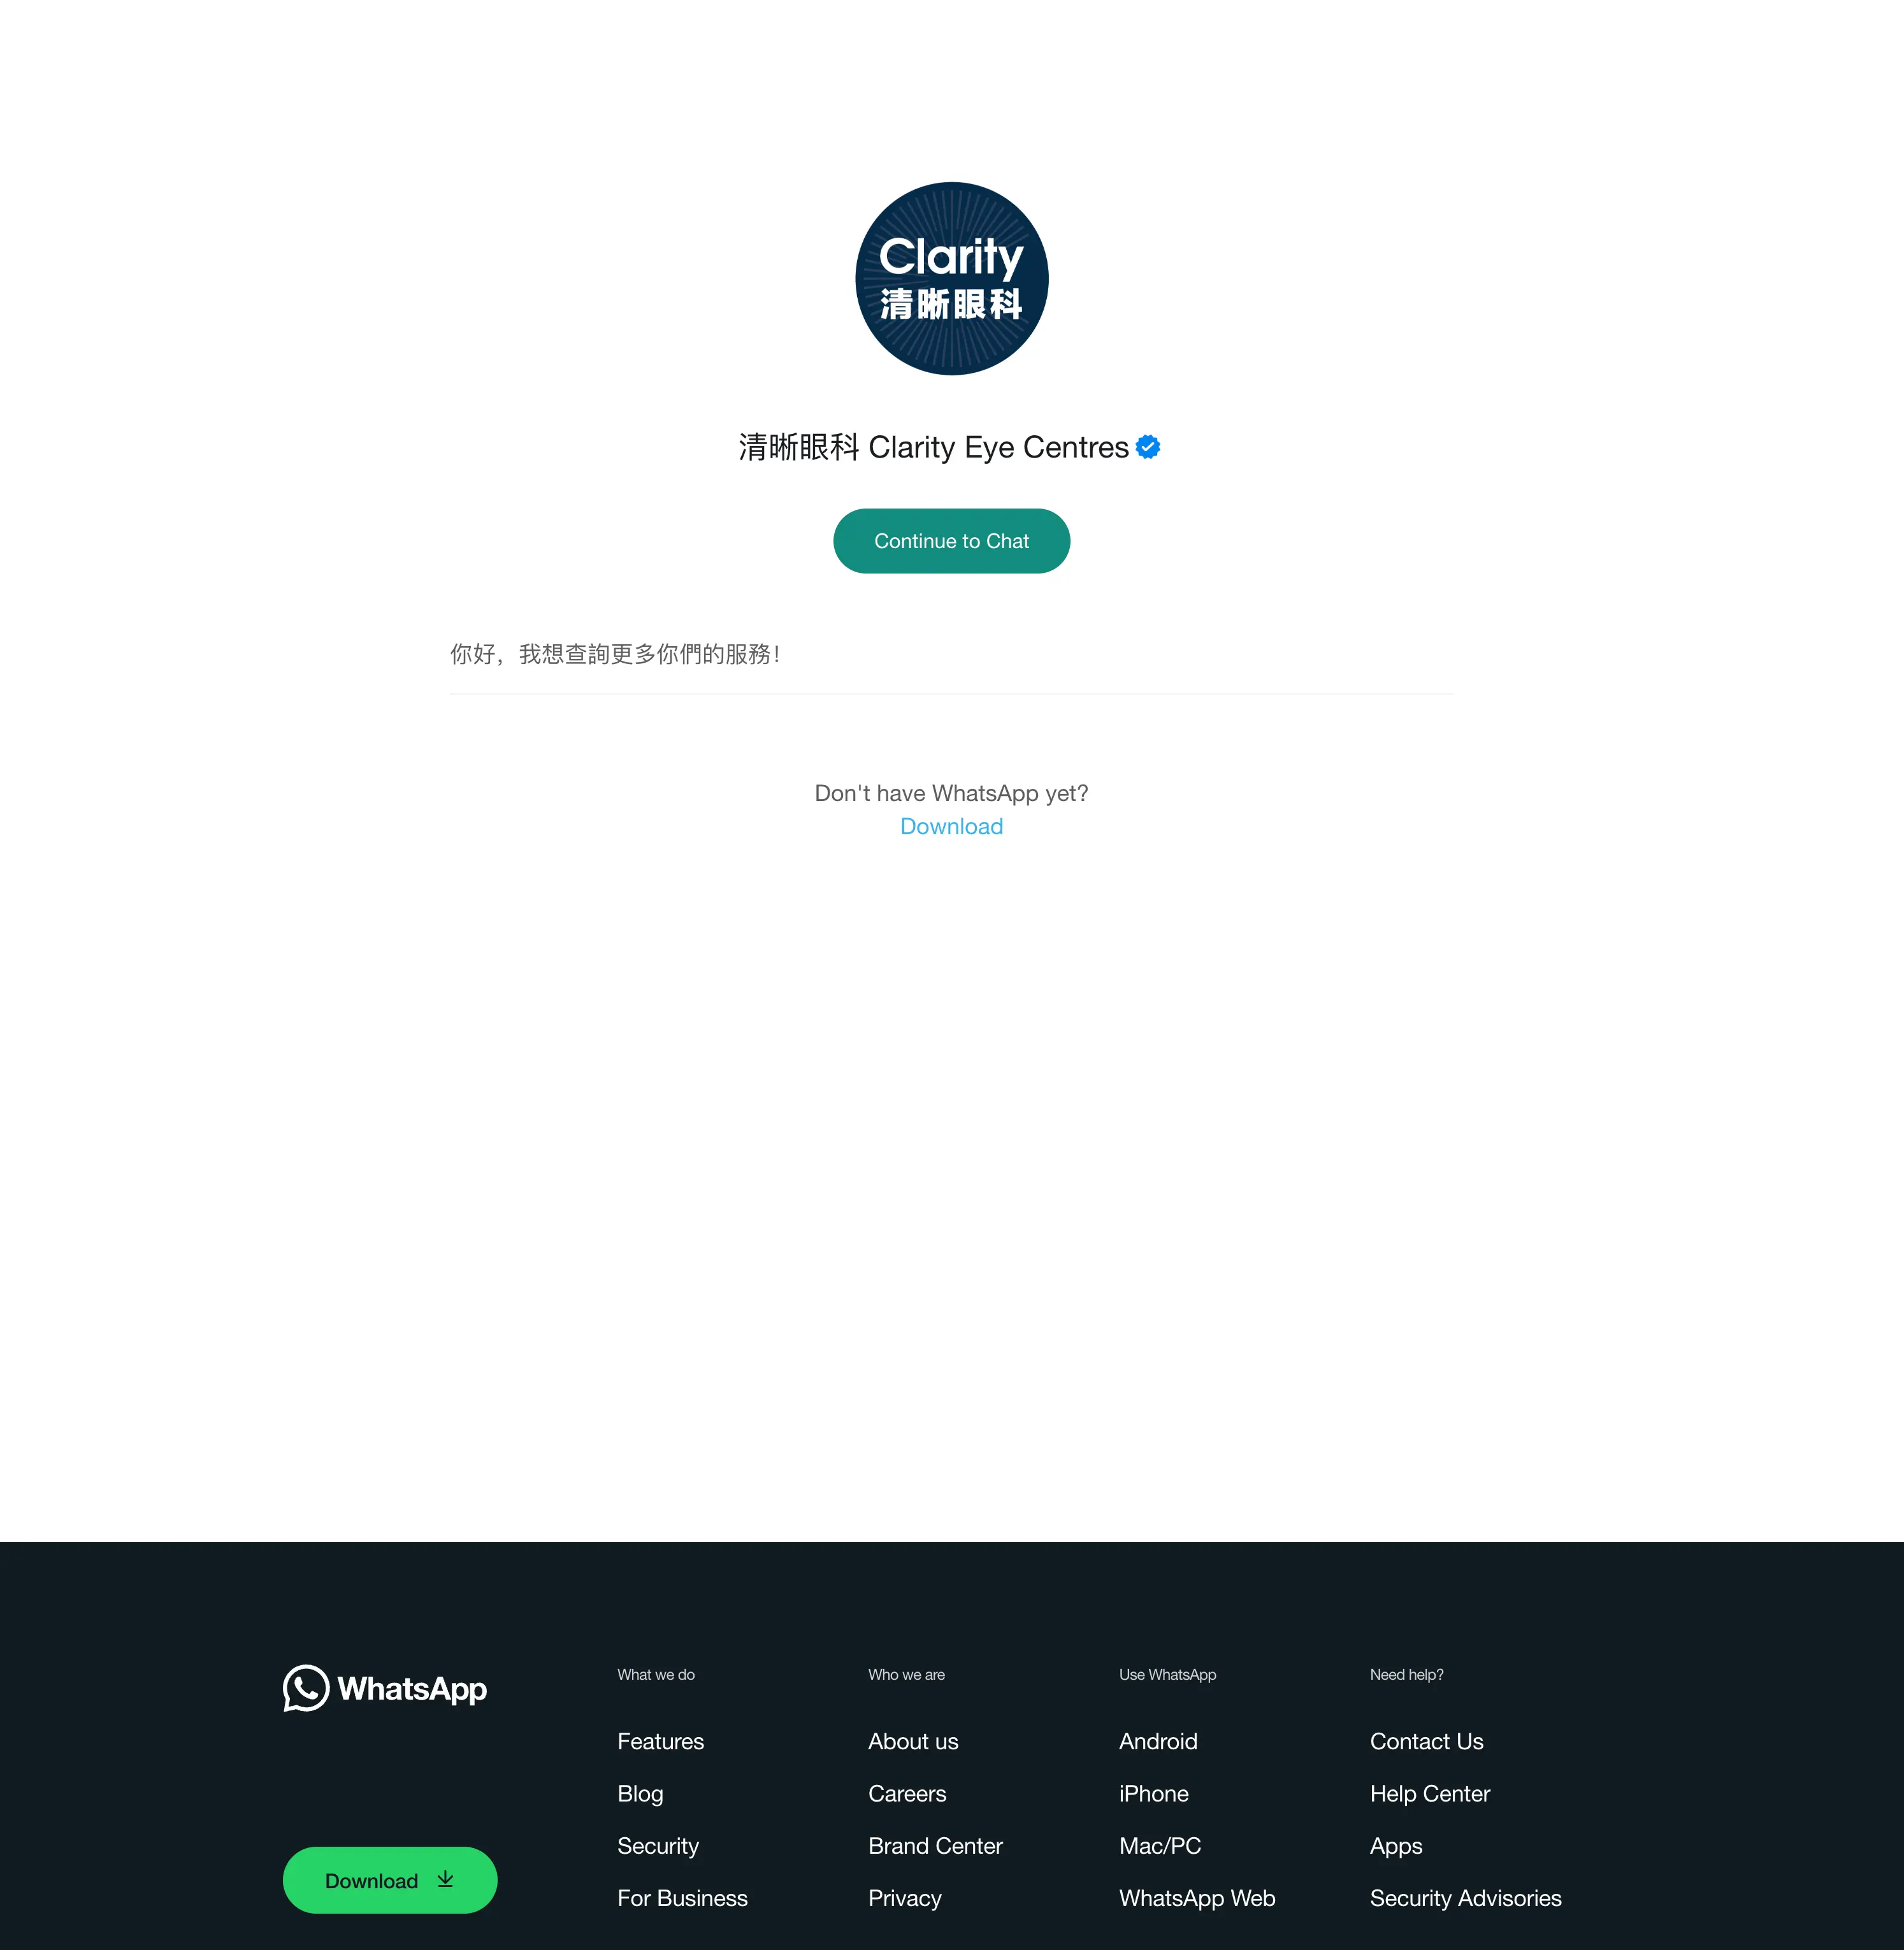 Clarity
清晰眼科
清晰眼科 Clarity Eye Centres
Continue to Chat
你好，我想查詢更多你們的服務！
Don't have WhatsApp yet?
Download
WhatsApp
Download
What we do
Features
Blog
Security
For Business
Who we are
About us
Careers
Brand Center
Privacy
Use WhatsApp
Android
iPhone
Mac/PC
WhatsApp Web
Need help?
Contact Us
Help Center
Apps
Security Advisories